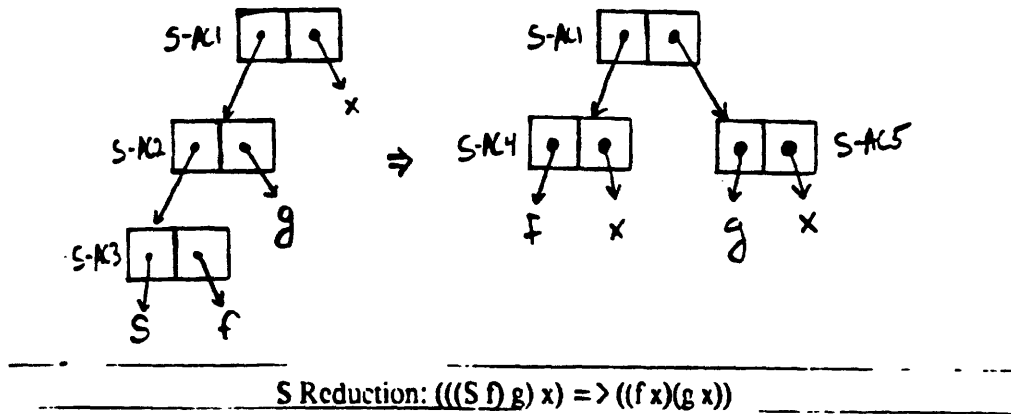 S-AC1 S-AC1
x
S-AC2 ⇒ S-AC4 S-AC5
g F x g x
S-AC3
S f
S Reduction: (((S f) g) x) = > ((f x)(g x))